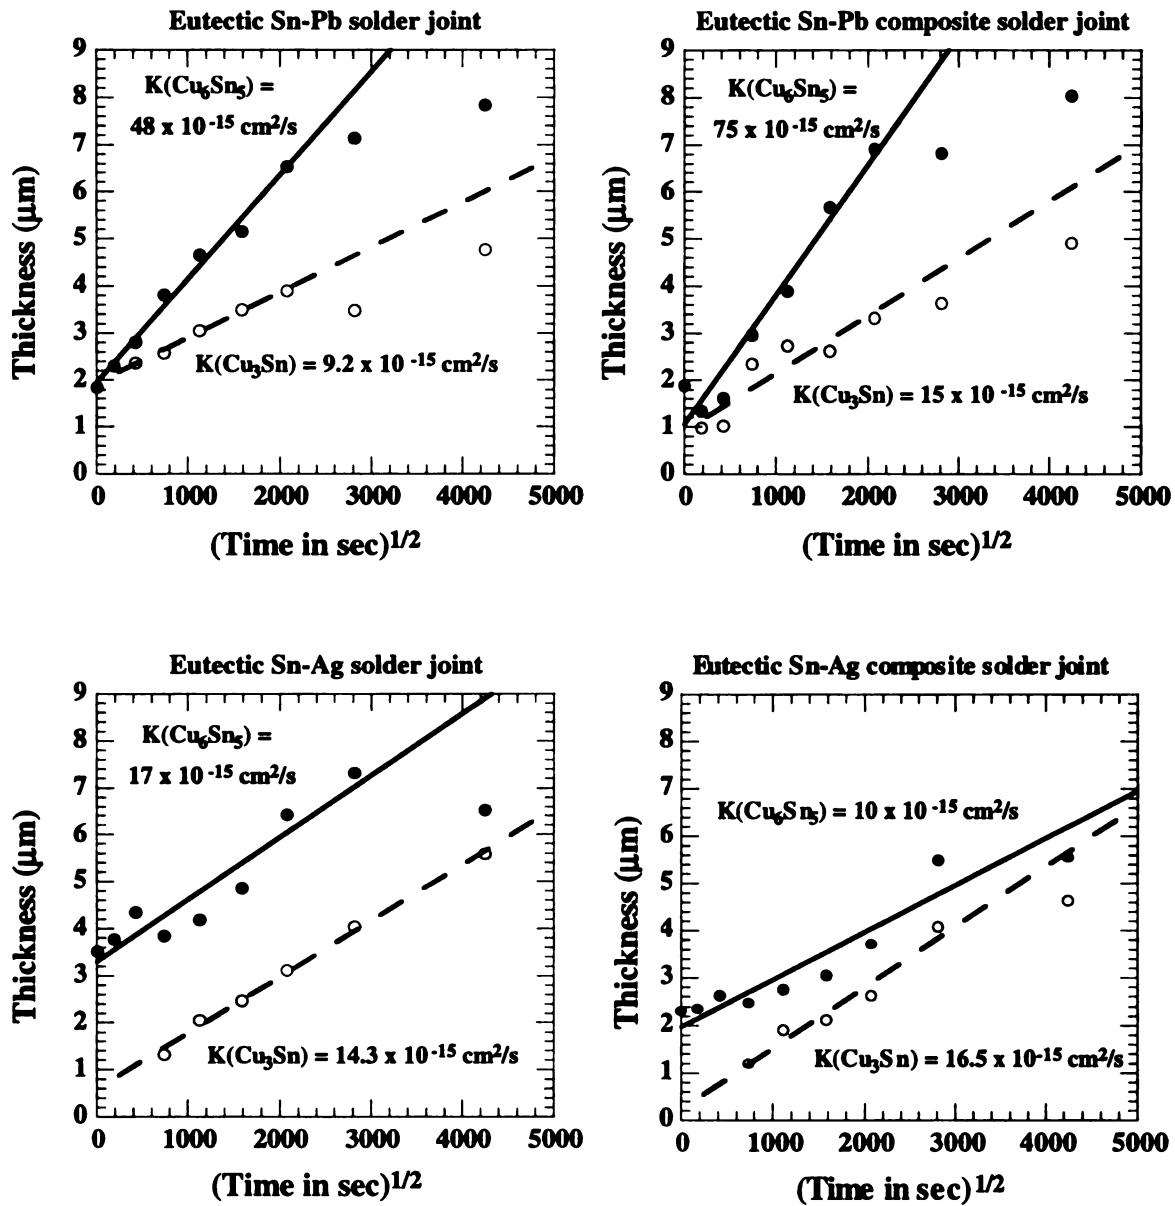 Eutectic Sn-Pb solder joint
9
8
7
6
5
4
3
2
1
0
Thickness (µm)
K(Cu₆Sn₅) =
48 x 10⁻¹⁵ cm²/s
K(Cu₃Sn) = 9.2 x 10⁻¹⁵ cm²/s
0 1000 2000 3000 4000 5000
(Time in sec)¹/²
Eutectic Sn-Pb composite solder joint
9
8
7
6
5
4
3
2
1
0
Thickness (µm)
K(Cu₆Sn₅) =
75 x 10⁻¹⁵ cm²/s
K(Cu₃Sn) = 15 x 10⁻¹⁵ cm²/s
0 1000 2000 3000 4000 5000
(Time in sec)¹/²
Eutectic Sn-Ag solder joint
9
8
7
6
5
4
3
2
1
0
Thickness (µm)
K(Cu₆Sn₅) =
17 x 10⁻¹⁵ cm²/s
K(Cu₃Sn) = 14.3 x 10⁻¹⁵ cm²/s
0 1000 2000 3000 4000 5000
(Time in sec)¹/²
Eutectic Sn-Ag composite solder joint
9
8
7
6
5
4
3
2
1
0
Thickness (µm)
K(Cu₆Sn₅) = 10 x 10⁻¹⁵ cm²/s
K(Cu₃Sn) = 16.5 x 10⁻¹⁵ cm²/s
0 1000 2000 3000 4000 5000
(Time in sec)¹/²